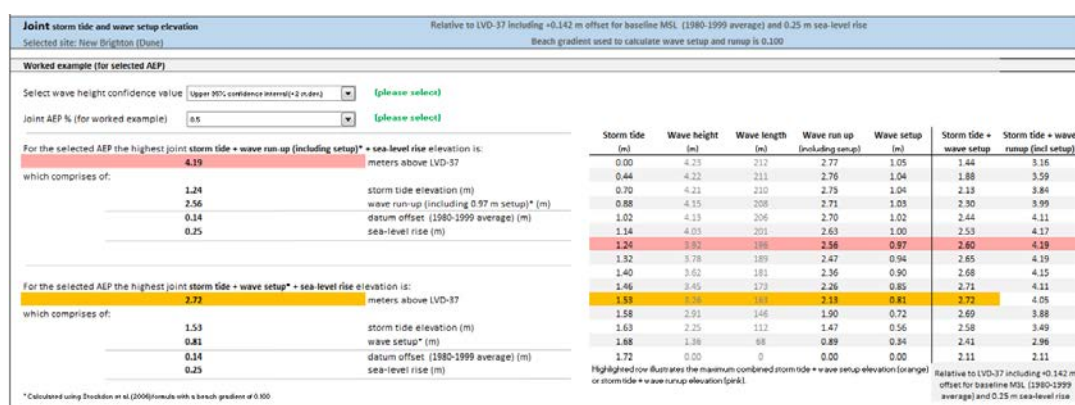 Joint storm tide and wave setup elevation
Relative to LVD-37 including +0.142 m offset for baseline MSL (1980-1999 average) and 0.25 m sea-level rise
Selected site: New Brighton (Dune)
Beach gradient used to calculate wave setup and runup is 0.100
Worked example (for selected AEP)
Select wave height confidence value Upper 95% confidence interval (+2 st.dev.) (please select)
Joint AEP % (for worked example) 0.5 (please select)
For the selected AEP the highest joint storm tide + wave run-up (including setup)* + sea-level rise elevation is:
4.19 meters above LVD-37
which comprises of:
1.24 storm tide elevation (m)
2.56 wave run-up (including 0.97 m setup)* (m)
0.14 datum offset (1980-1999 average) (m)
0.25 sea-level rise (m)
For the selected AEP the highest joint storm tide + wave setup* + sea-level rise elevation is:
2.72 meters above LVD-37
which comprises of:
1.53 storm tide elevation (m)
0.81 wave setup* (m)
0.14 datum offset (1980-1999 average) (m)
0.25 sea-level rise (m)
* Calculated using Stockdon et al. (2006) formula with a beach gradient of 0.100
Storm tide Wave height Wave length Wave run up Wave setup Storm tide + Storm tide + wave
(m) (m) (m) (including setup) (m) wave setup runup (incl setup)
0.00 4.23 212 2.77 1.05 1.44 3.16
0.44 4.22 211 2.76 1.04 1.88 3.59
0.70 4.21 210 2.75 1.04 2.13 3.84
0.88 4.15 208 2.71 1.03 2.30 3.99
1.02 4.13 206 2.70 1.02 2.44 4.11
1.14 4.03 201 2.63 1.00 2.53 4.17
1.24 3.92 196 2.56 0.97 2.60 4.19
1.32 3.78 189 2.47 0.94 2.65 4.19
1.40 3.62 181 2.36 0.90 2.68 4.15
1.46 3.45 173 2.26 0.85 2.71 4.11
1.53 3.26 163 2.13 0.81 2.72 4.05
1.58 2.91 146 1.90 0.72 2.69 3.88
1.63 2.25 112 1.47 0.56 2.58 3.49
1.68 1.36 68 0.89 0.34 2.41 2.96
1.72 0.00 0 0.00 0.00 2.11 2.11
Highlighted row illustrates the maximum combined storm tide + wave setup elevation (orange)
or storm tide + wave runup elevation (pink).
Relative to LVD-37 including +0.142 m
offset for baseline MSL (1980-1999
average) and 0.25 m sea-level rise